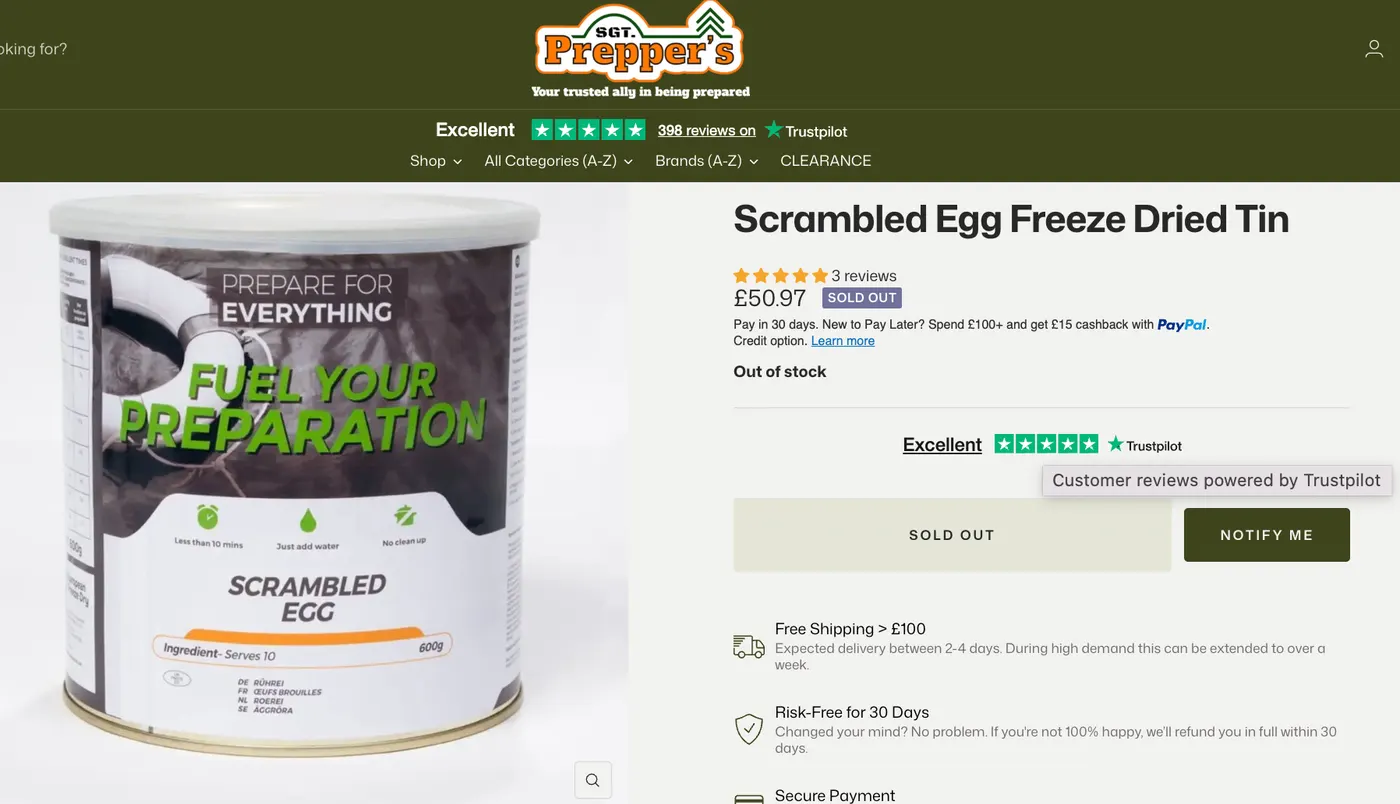 oking for?
SGT.
Prepper's
Your trusted ally in being prepared
Excellent 398 reviews on Trustpilot
Shop All Categories (A-Z) Brands (A-Z) CLEARANCE
PREPARE FOR
EVERYTHING
FUEL YOUR
PREPARATION
Less than 10 mins Just add water No clean up
SCRAMBLED
EGG
Ingredient- Serves 10 600g
DE RÜHREI
FR ŒUFS BROUILLES
NL ROEREI
SE ÄGGRÖRA
600g
Freeze Dry
Scrambled Egg Freeze Dried Tin
3 reviews
£50.97 SOLD OUT
Pay in 30 days. New to Pay Later? Spend £100+ and get £15 cashback with PayPal.
Credit option. Learn more
Out of stock
Excellent Trustpilot
Customer reviews powered by Trustpilot
SOLD OUT NOTIFY ME
Free Shipping > £100
Expected delivery between 2-4 days. During high demand this can be extended to over a
week.
Risk-Free for 30 Days
Changed your mind? No problem. If you're not 100% happy, we'll refund you in full within 30
days.
Secure Payment